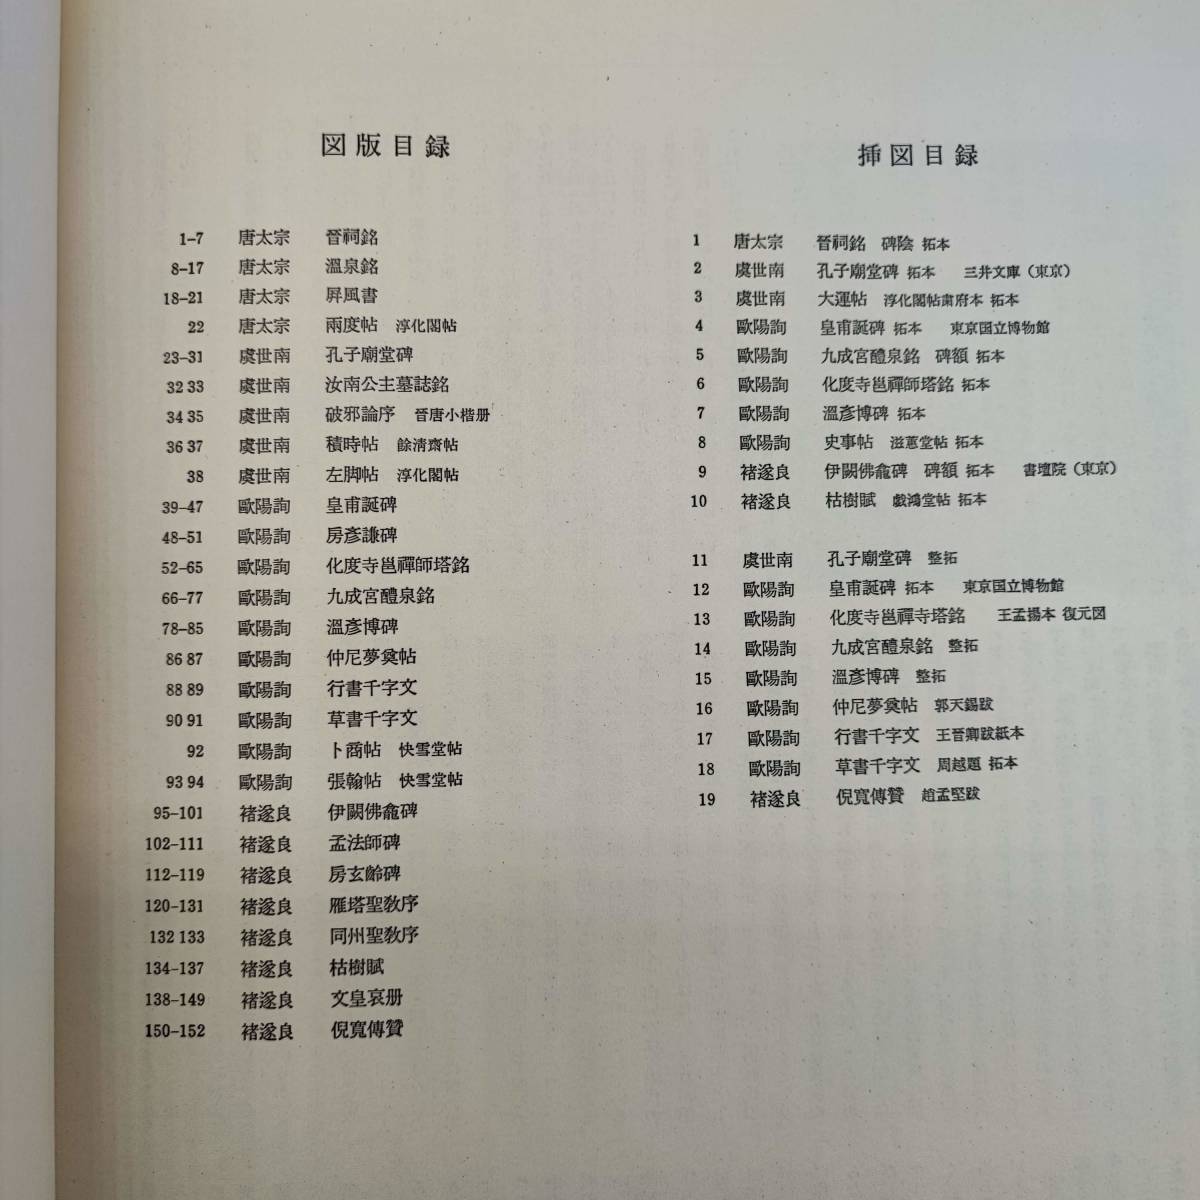 図版目録
1-7 唐太宗 晉祠銘
8-17 唐太宗 溫泉銘
18-21 唐太宗 屛風書
22 唐太宗 兩度帖 淳化閣帖
23-31 虞世南 孔子廟堂碑
32 33 虞世南 汝南公主墓誌銘
34 35 虞世南 破邪論序 晉唐小楷册
36 37 虞世南 積時帖 餘淸齋帖
38 虞世南 左脚帖 淳化閣帖
39-47 歐陽詢 皇甫誕碑
48-51 歐陽詢 房彥謙碑
52-65 歐陽詢 化度寺邕禪師塔銘
66-77 歐陽詢 九成宮醴泉銘
78-85 歐陽詢 溫彥博碑
86 87 歐陽詢 仲尼夢奠帖
88 89 歐陽詢 行書千字文
90 91 歐陽詢 草書千字文
92 歐陽詢 卜商帖 快雪堂帖
93 94 歐陽詢 張翰帖 快雪堂帖
95-101 褚遂良 伊闕佛龕碑
102-111 褚遂良 孟法師碑
112-119 褚遂良 房玄齡碑
120-131 褚遂良 雁塔聖敎序
132 133 褚遂良 同州聖敎序
134-137 褚遂良 枯樹賦
138-149 褚遂良 文皇哀册
150-152 褚遂良 倪寬傳贊
挿図目録
1 唐太宗 晉祠銘 碑陰 拓本
2 虞世南 孔子廟堂碑 拓本 三井文庫（東京）
3 虞世南 大運帖 淳化閣帖肅府本 拓本
4 歐陽詢 皇甫誕碑 拓本 東京国立博物館
5 歐陽詢 九成宮醴泉銘 碑額 拓本
6 歐陽詢 化度寺邕禪師塔銘 拓本
7 歐陽詢 溫彥博碑 拓本
8 歐陽詢 史事帖 滋蕙堂帖 拓本
9 褚遂良 伊闕佛龕碑 碑額 拓本 書壇院（東京）
10 褚遂良 枯樹賦 戯鴻堂帖 拓本
11 虞世南 孔子廟堂碑 整拓
12 歐陽詢 皇甫誕碑 拓本 東京国立博物館
13 歐陽詢 化度寺邕禪寺塔銘 王孟揚本 復元図
14 歐陽詢 九成宮醴泉銘 整拓
15 歐陽詢 溫彥博碑 整拓
16 歐陽詢 仲尼夢奠帖 郭天錫跋
17 歐陽詢 行書千字文 王晉卿跋紙本
18 歐陽詢 草書千字文 周越題 拓本
19 褚遂良 倪寬傳贊 趙孟堅跋